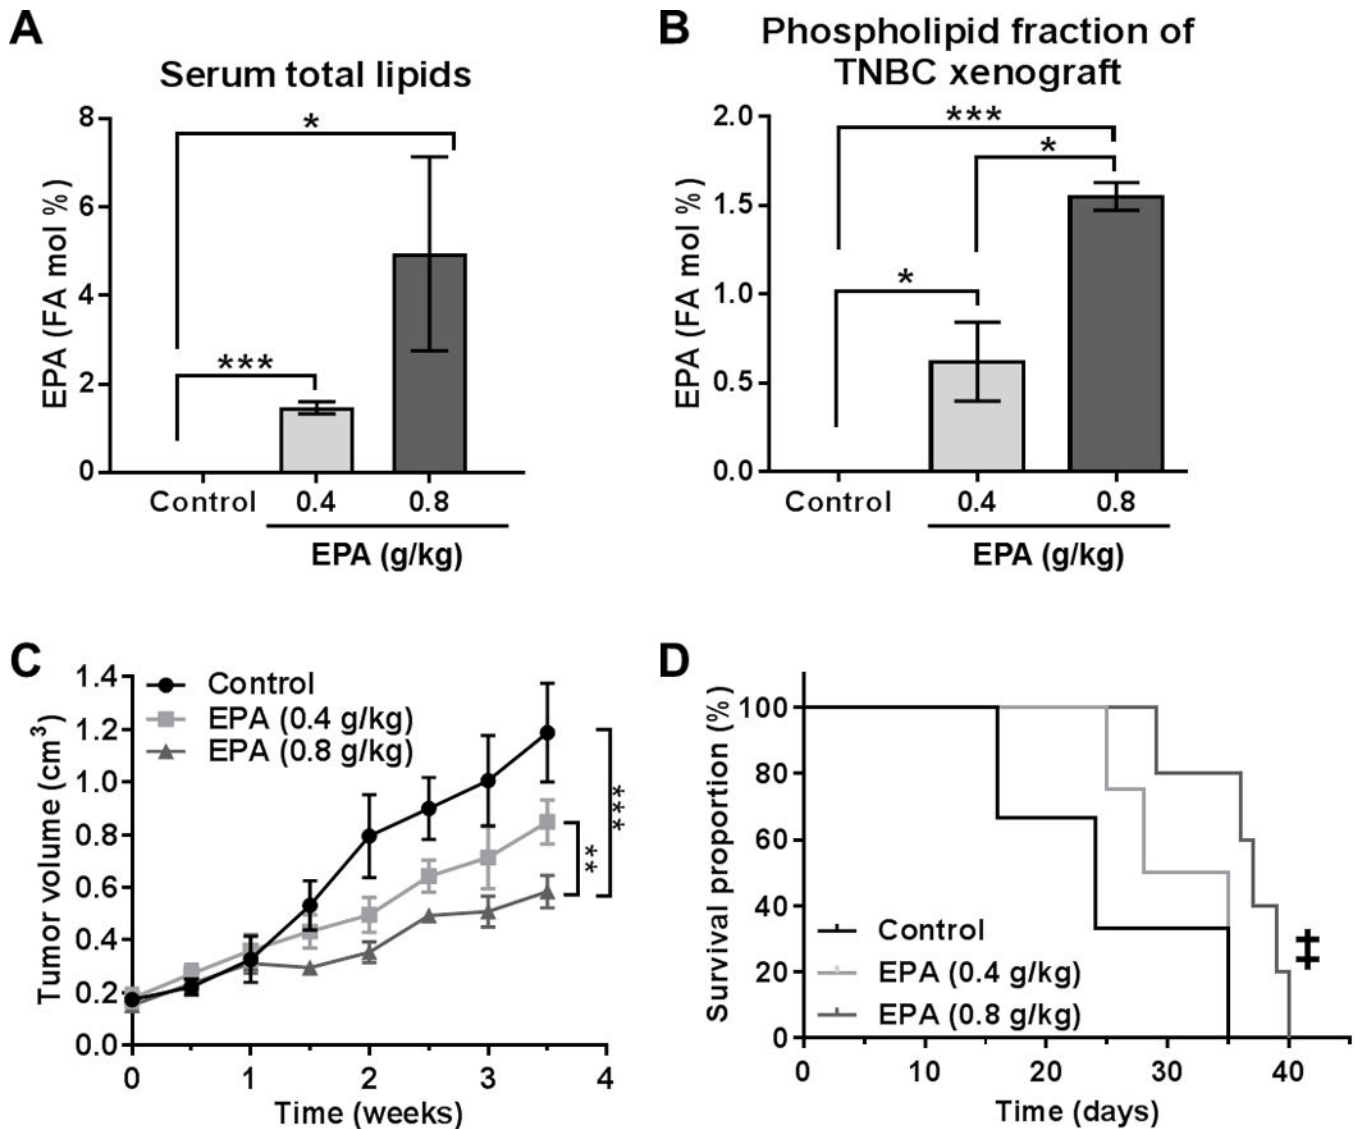 A
Serum total lipids
EPA (FA mol %)
8
6
4
2
0
*
***
Control
0.4
0.8
EPA (g/kg)
B
Phospholipid fraction of
TNBC xenograft
EPA (FA mol %)
2.0
1.5
1.0
0.5
0.0
***
*
*
Control
0.4
0.8
EPA (g/kg)
C
Tumor volume (cm³)
1.4
1.2
1.0
0.8
0.6
0.4
0.2
0.0
Control
EPA (0.4 g/kg)
EPA (0.8 g/kg)
***
**
0
1
2
3
4
Time (weeks)
D
Survival proportion (%)
100
80
60
40
20
0
Control
EPA (0.4 g/kg)
EPA (0.8 g/kg)
‡
0
10
20
30
40
Time (days)